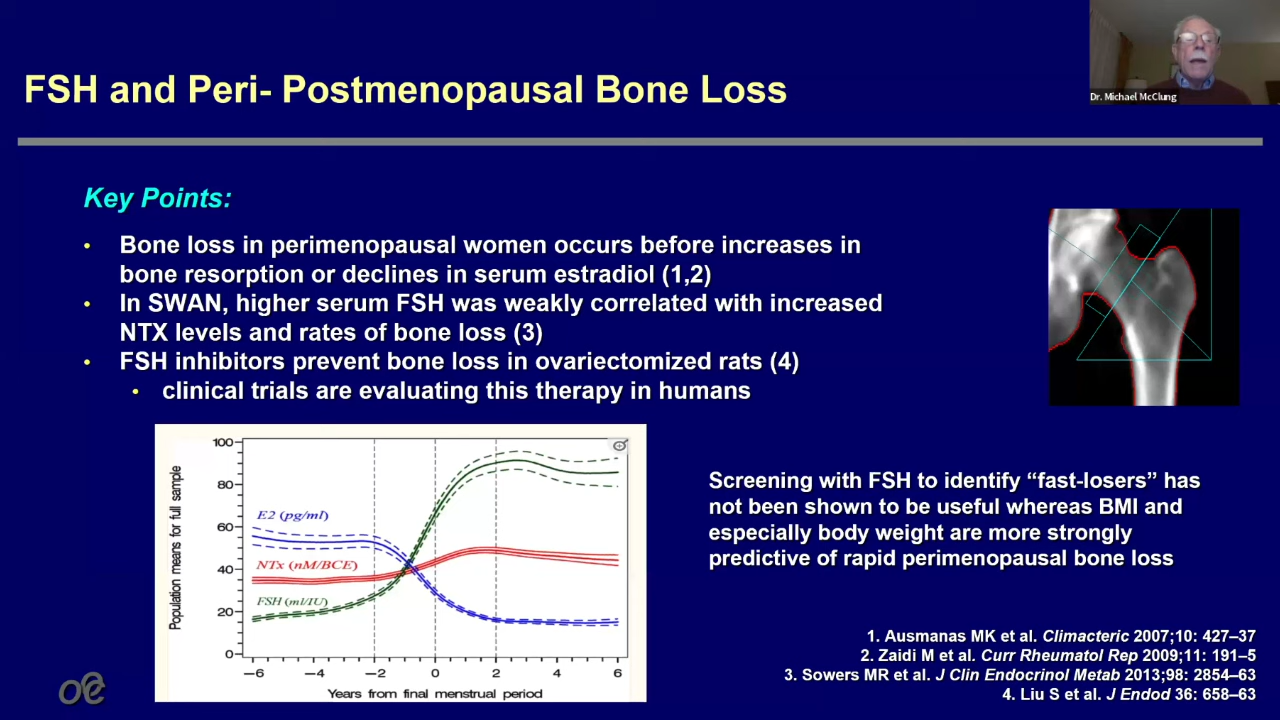 Dr. Michael McClung
FSH and Peri- Postmenopausal Bone Loss
Key Points:
• Bone loss in perimenopausal women occurs before increases in
bone resorption or declines in serum estradiol (1,2)
• In SWAN, higher serum FSH was weakly correlated with increased
NTX levels and rates of bone loss (3)
• FSH inhibitors prevent bone loss in ovariectomized rats (4)
• clinical trials are evaluating this therapy in humans
Population means for full sample
100
80
60
40
20
0
E2 (pg/ml)
NTx (nM/BCE)
FSH (ml/IU)
−6 −4 −2 0 2 4 6
Years from final menstrual period
Screening with FSH to identify “fast-losers” has
not been shown to be useful whereas BMI and
especially body weight are more strongly
predictive of rapid perimenopausal bone loss
1. Ausmanas MK et al. Climacteric 2007;10: 427–37
2. Zaidi M et al. Curr Rheumatol Rep 2009;11: 191–5
3. Sowers MR et al. J Clin Endocrinol Metab 2013;98: 2854–63
4. Liu S et al. J Endod 36: 658–63